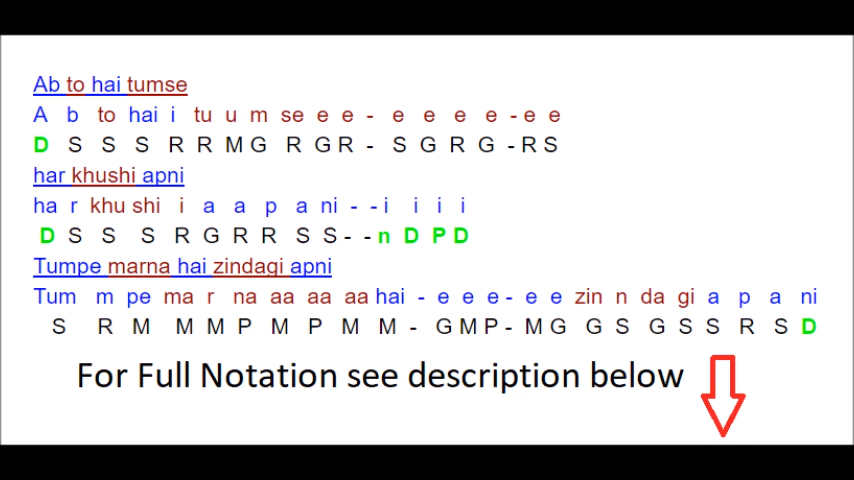 Ab to hai tumse
A b to hai i tu u m se e e - e e e e - e e
D S S S R R M G R G R - S G R G - R S
har khushi apni
ha r khu shi i a a p a ni - - i i i i
D S S S R G R R S S - - n D P D
Tumpe marna hai zindagi apni
Tum m pe ma r na aa aa aa hai - e e e - e e zin n da gi a p a ni
S R M M M P M P M M - G M P - M G G S G S S R S D
For Full Notation see description below